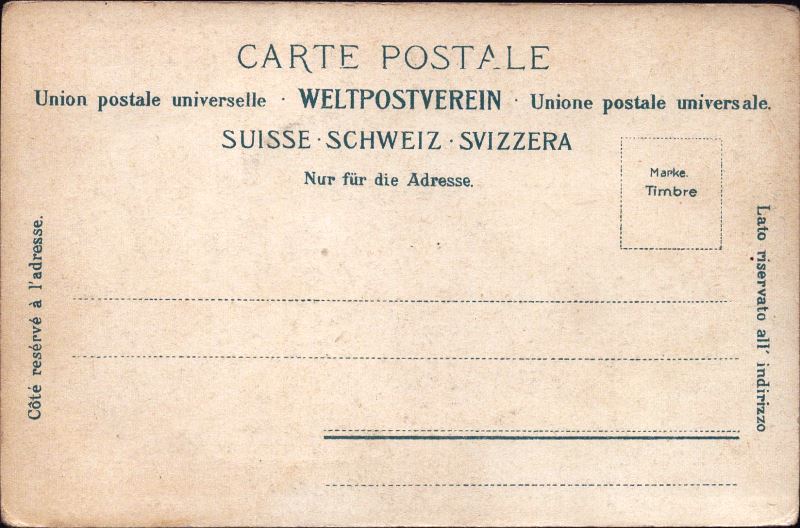 CARTE POSTALE
Union postale universelle · WELTPOSTVEREIN · Unione postale universale.
SUISSE · SCHWEIZ · SVIZZERA
Nur für die Adresse.
Marke.
Timbre
Côté resérvé à l'adresse.
Lato riservato all' indirizzo